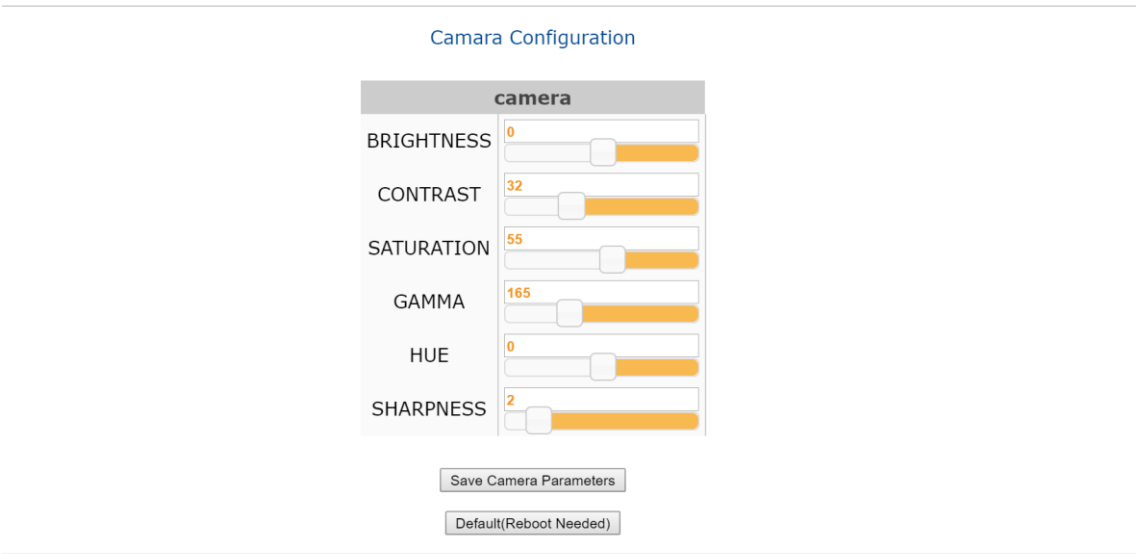 Camara Configuration
camera
BRIGHTNESS 0
CONTRAST 32
SATURATION 55
GAMMA 165
HUE 0
SHARPNESS 2
Save Camera Parameters
Default(Reboot Needed)